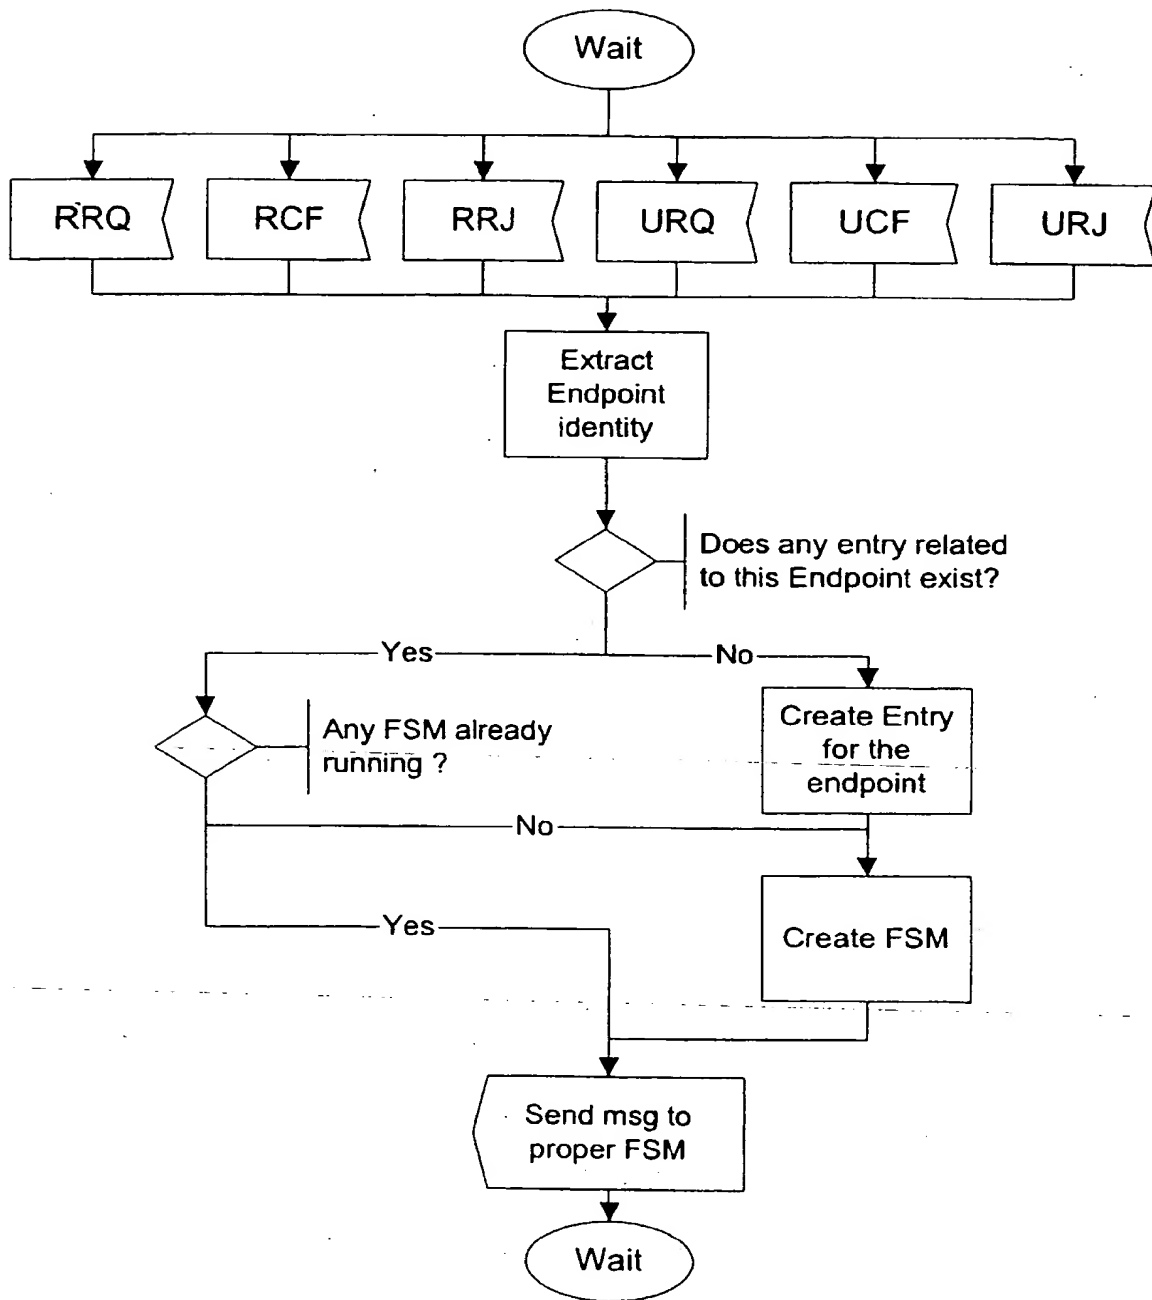 Wait
RRQ
RCF
RRJ
URQ
UCF
URJ
Extract
Endpoint
identity
Does any entry related
to this Endpoint exist?
Yes
No
Any FSM already
running ?
Create Entry
for the
endpoint
No
Yes
Create FSM
Send msg to
proper FSM
Wait